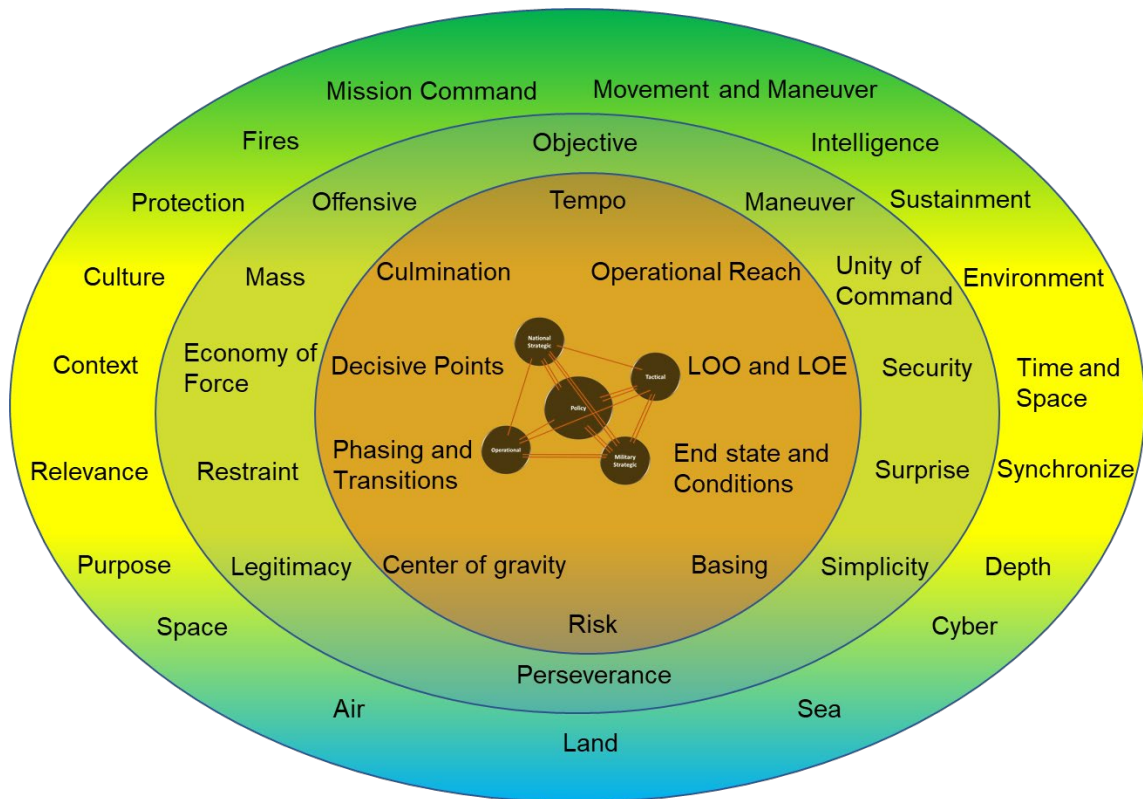 Mission Command
Movement and Maneuver
Fires
Objective
Intelligence
Protection
Offensive
Tempo
Maneuver
Sustainment
Culture
Mass
Culmination
Operational Reach
Unity of
Command
Environment
Context
Economy of
Force
Decisive Points
National
Strategic
Tactical
Policy
Operational
Military
Strategic
LOO and LOE
Security
Time and
Space
Relevance
Restraint
Phasing and
Transitions
End state and
Conditions
Surprise
Synchronize
Purpose
Legitimacy
Center of gravity
Basing
Simplicity
Depth
Space
Risk
Cyber
Perseverance
Air
Sea
Land